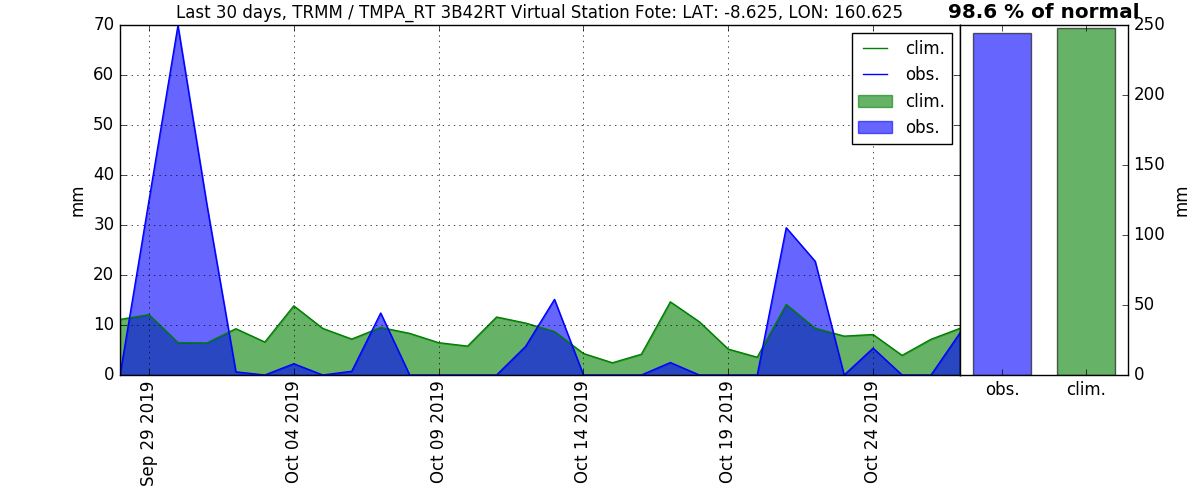 Last 30 days, TRMM / TMPA_RT 3B42RT Virtual Station Fote: LAT: -8.625, LON: 160.625
98.6 % of normal
70
60
50
40
30
20
10
0
mm
Sep 29 2019
Oct 04 2019
Oct 09 2019
Oct 14 2019
Oct 19 2019
Oct 24 2019
clim.
obs.
clim.
obs.
250
200
150
100
50
0
mm
obs.
clim.